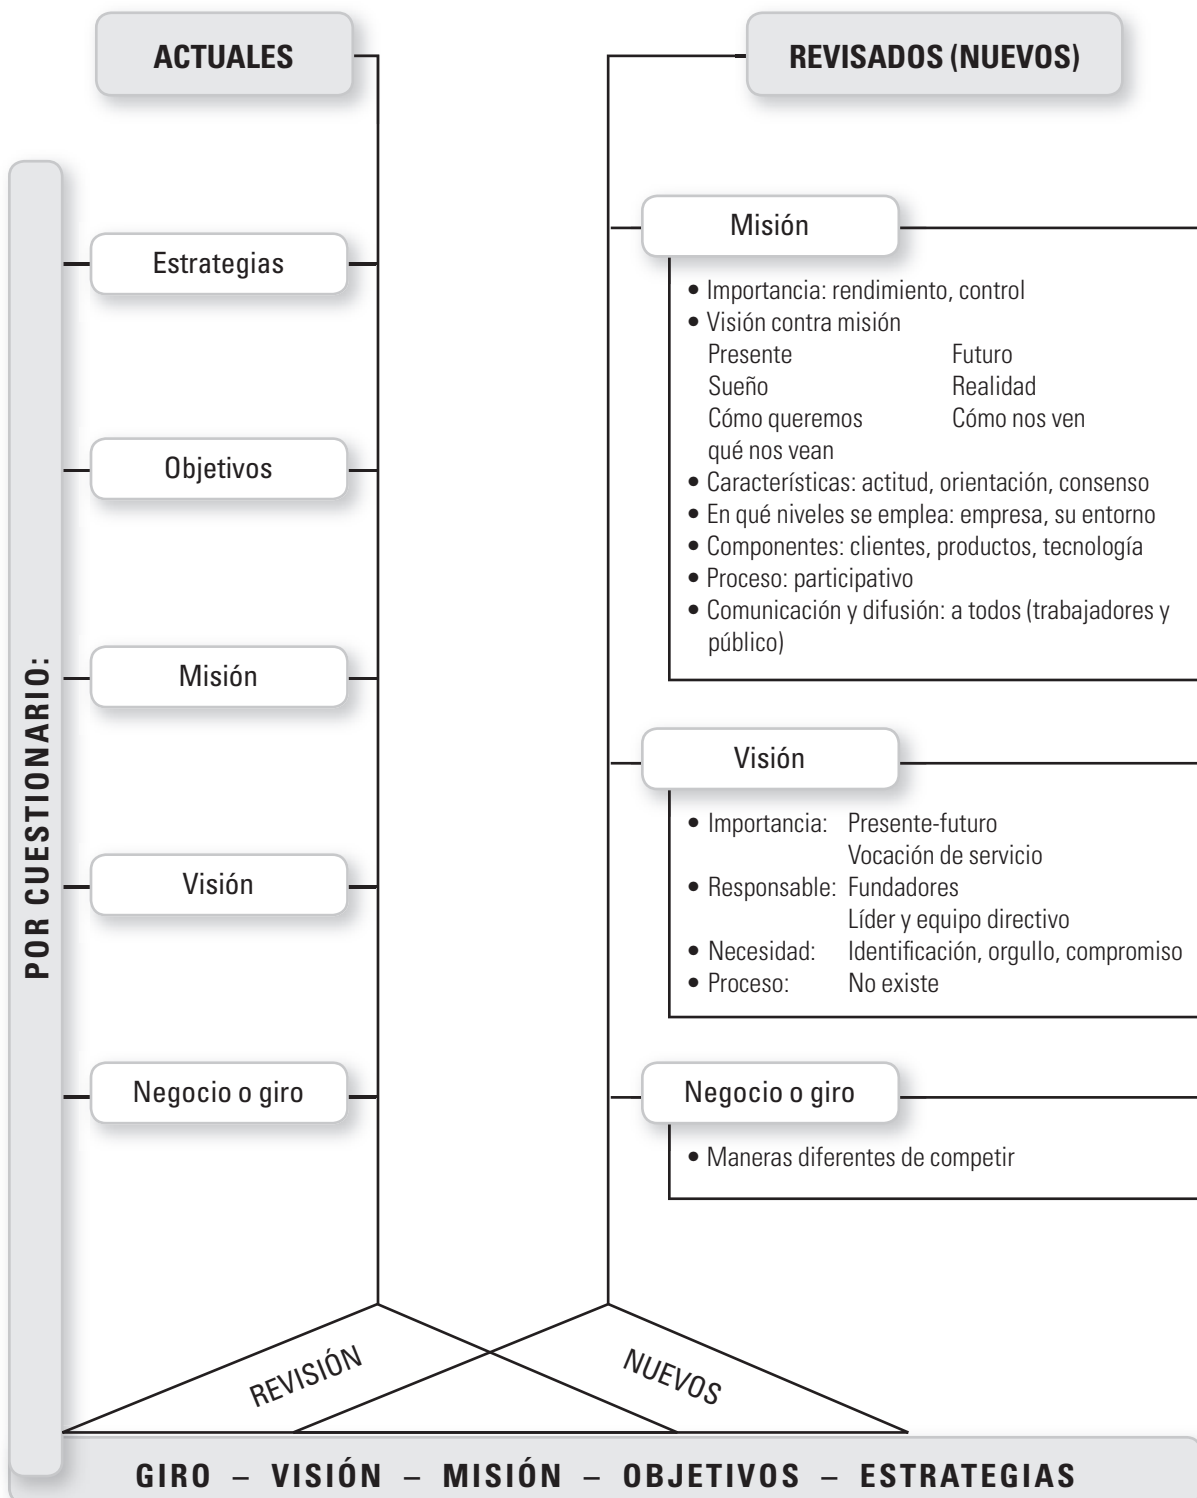 ACTUALES
REVISADOS (NUEVOS)
POR CUESTIONARIO:
Estrategias
Objetivos
Misión
Visión
Negocio o giro
Misión
• Importancia: rendimiento, control
• Visión contra misión
Presente Futuro
Sueño Realidad
Cómo queremos Cómo nos ven
qué nos vean
• Características: actitud, orientación, consenso
• En qué niveles se emplea: empresa, su entorno
• Componentes: clientes, productos, tecnología
• Proceso: participativo
• Comunicación y difusión: a todos (trabajadores y
público)
Visión
• Importancia: Presente-futuro
Vocación de servicio
• Responsable: Fundadores
Líder y equipo directivo
• Necesidad: Identificación, orgullo, compromiso
• Proceso: No existe
Negocio o giro
• Maneras diferentes de competir
REVISIÓN
NUEVOS
GIRO – VISIÓN – MISIÓN – OBJETIVOS – ESTRATEGIAS